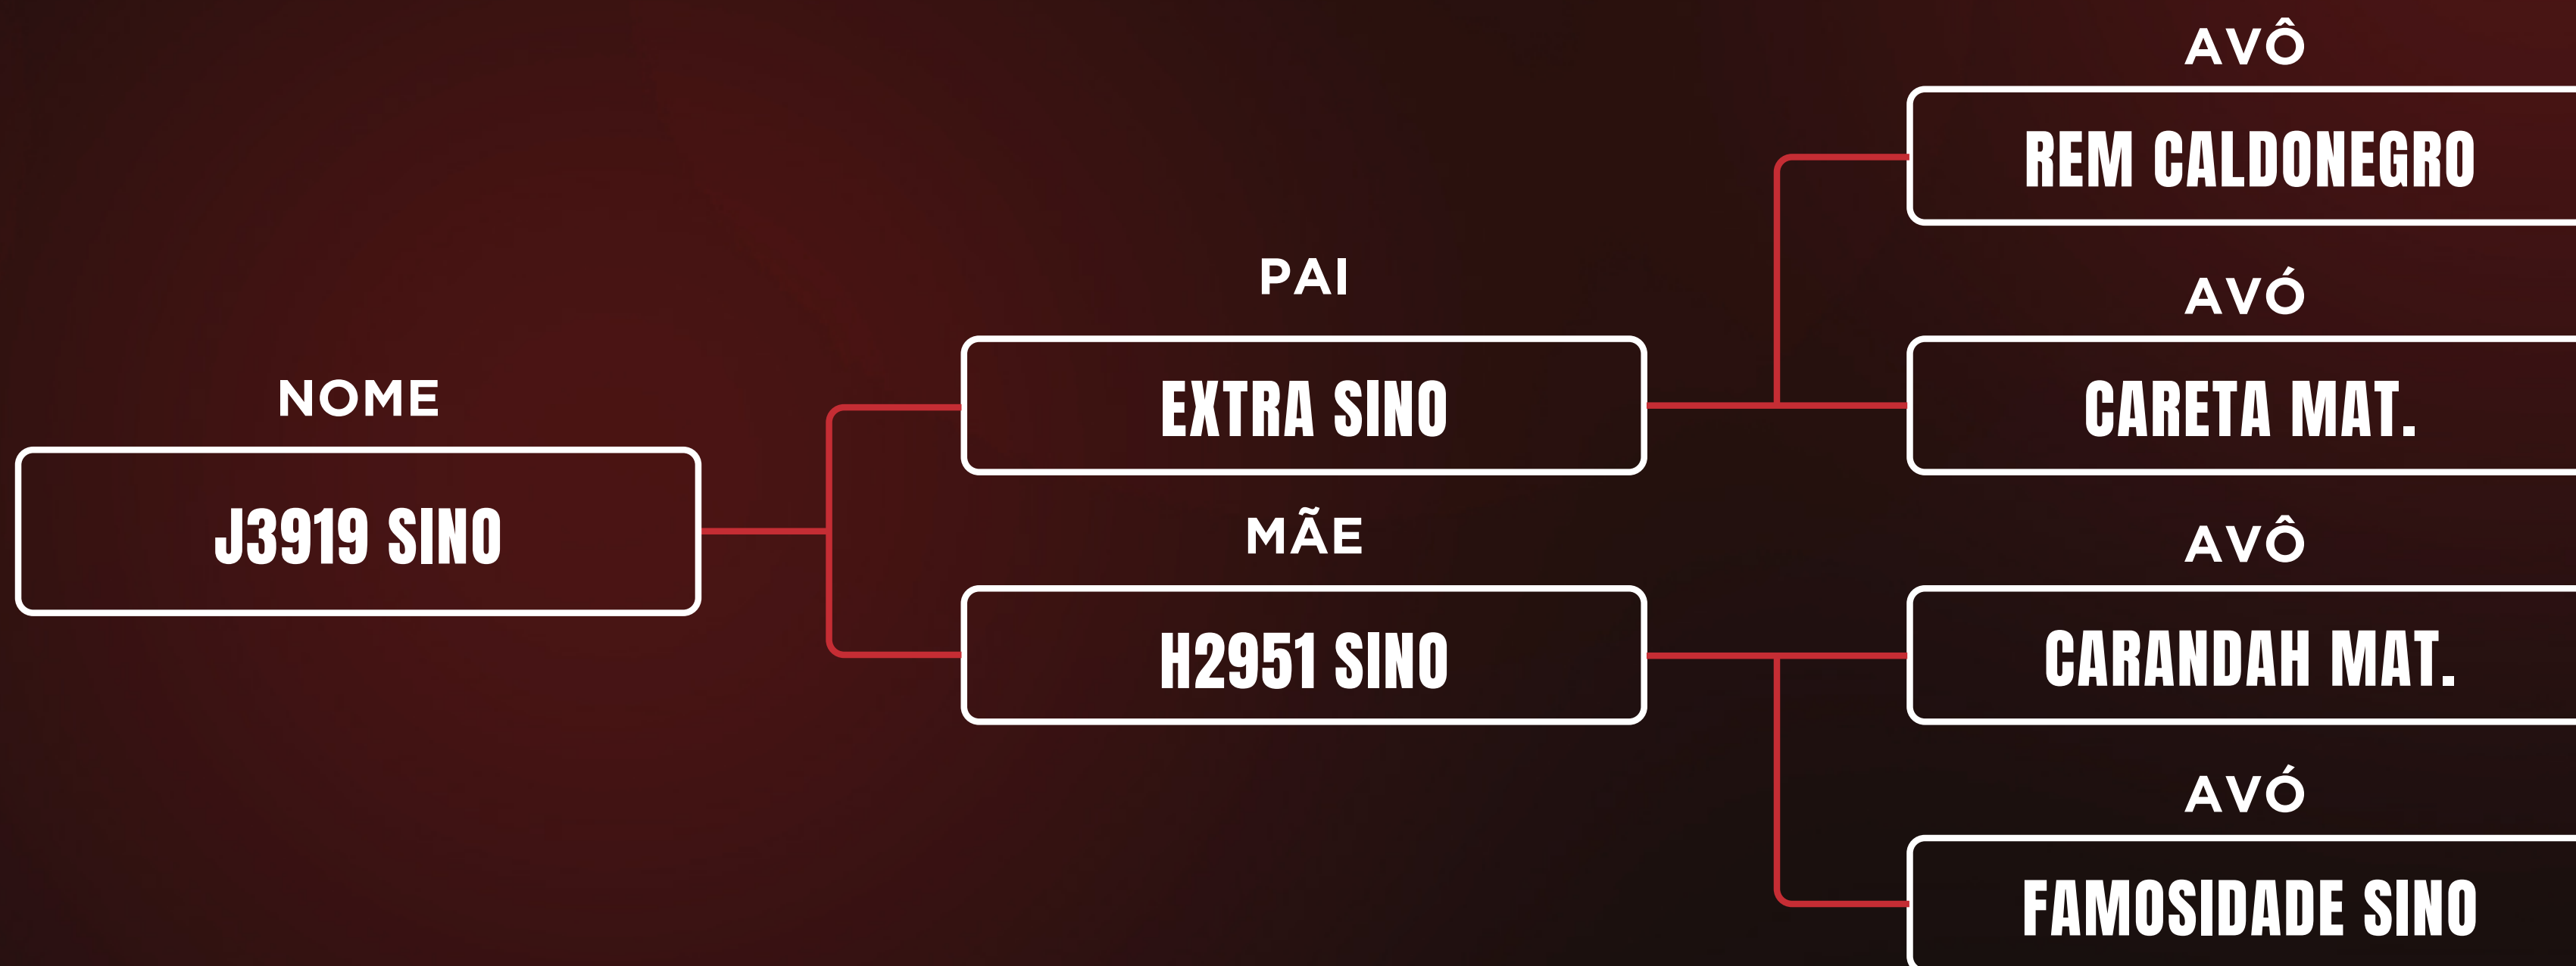 NOME
J3919 SINO
PAI
EXTRA SINO
MÃE
H2951 SINO
AVÔ
REM CALDONEGRO
AVÓ
CARETA MAT.
AVÔ
CARANDAH MAT.
AVÓ
FAMOSIDADE SINO